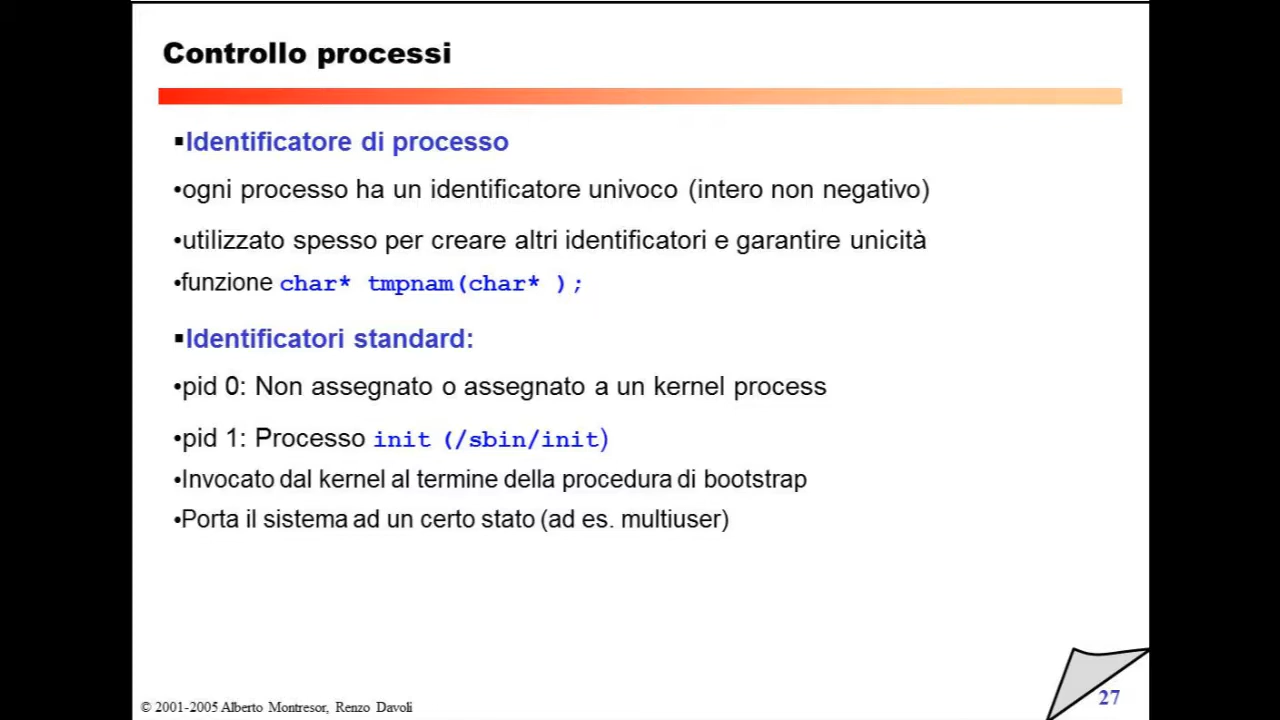 Controllo processi
▪Identificatore di processo
•ogni processo ha un identificatore univoco (intero non negativo)
•utilizzato spesso per creare altri identificatori e garantire unicità
•funzione char* tmpnam(char* );
▪Identificatori standard:
•pid 0: Non assegnato o assegnato a un kernel process
•pid 1: Processo init (/sbin/init)
•Invocato dal kernel al termine della procedura di bootstrap
•Porta il sistema ad un certo stato (ad es. multiuser)
© 2001-2005 Alberto Montresor, Renzo Davoli
27